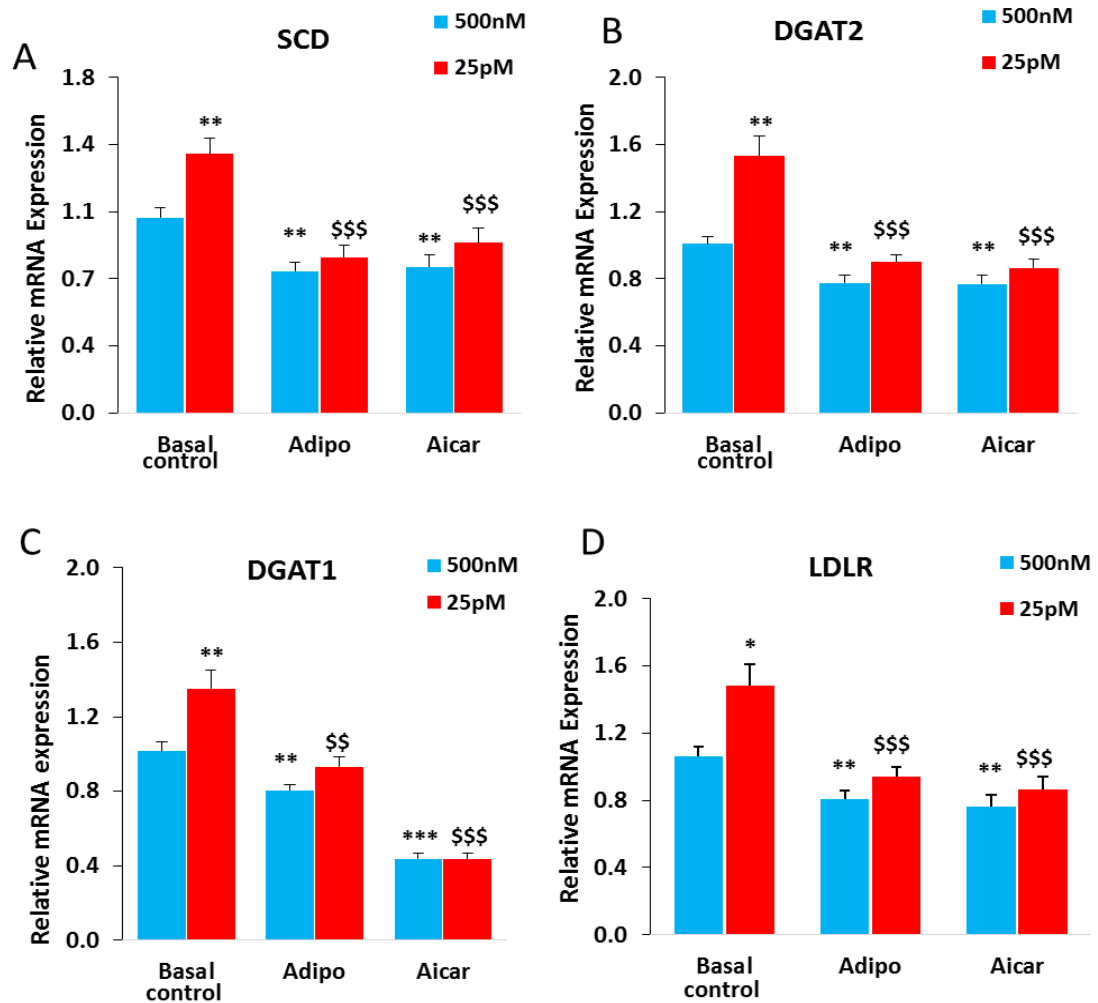 A
SCD
500nM
25pM
Relative mRNA Expression
1.8
1.4
1.1
0.7
0.4
0.0
**
**
$$$
**
$$$
Basal
control
Adipo
Aicar
B
DGAT2
500nM
25pM
Relative mRNA Expression
2.0
1.6
1.2
0.8
0.4
0.0
**
**
$$$
**
$$$
Basal
control
Adipo
Aicar
C
DGAT1
500nM
25pM
Relative mRNA expression
2.0
1.6
1.2
0.8
0.4
0.0
**
**
$$
***
$$$
Basal
control
Adipo
Aicar
D
LDLR
500nM
25pM
Relative mRNA Expression
2.0
1.6
1.2
0.8
0.4
0.0
*
**
$$$
**
$$$
Basal
control
Adipo
Aicar